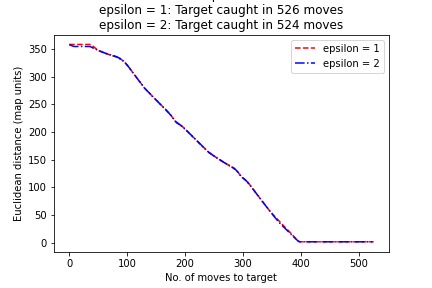 epsilon = 1: Target caught in 526 moves
epsilon = 2: Target caught in 524 moves
epsilon = 1
epsilon = 2
Euclidean distance (map units)
350
300
250
200
150
100
50
0
0 100 200 300 400 500
No. of moves to target